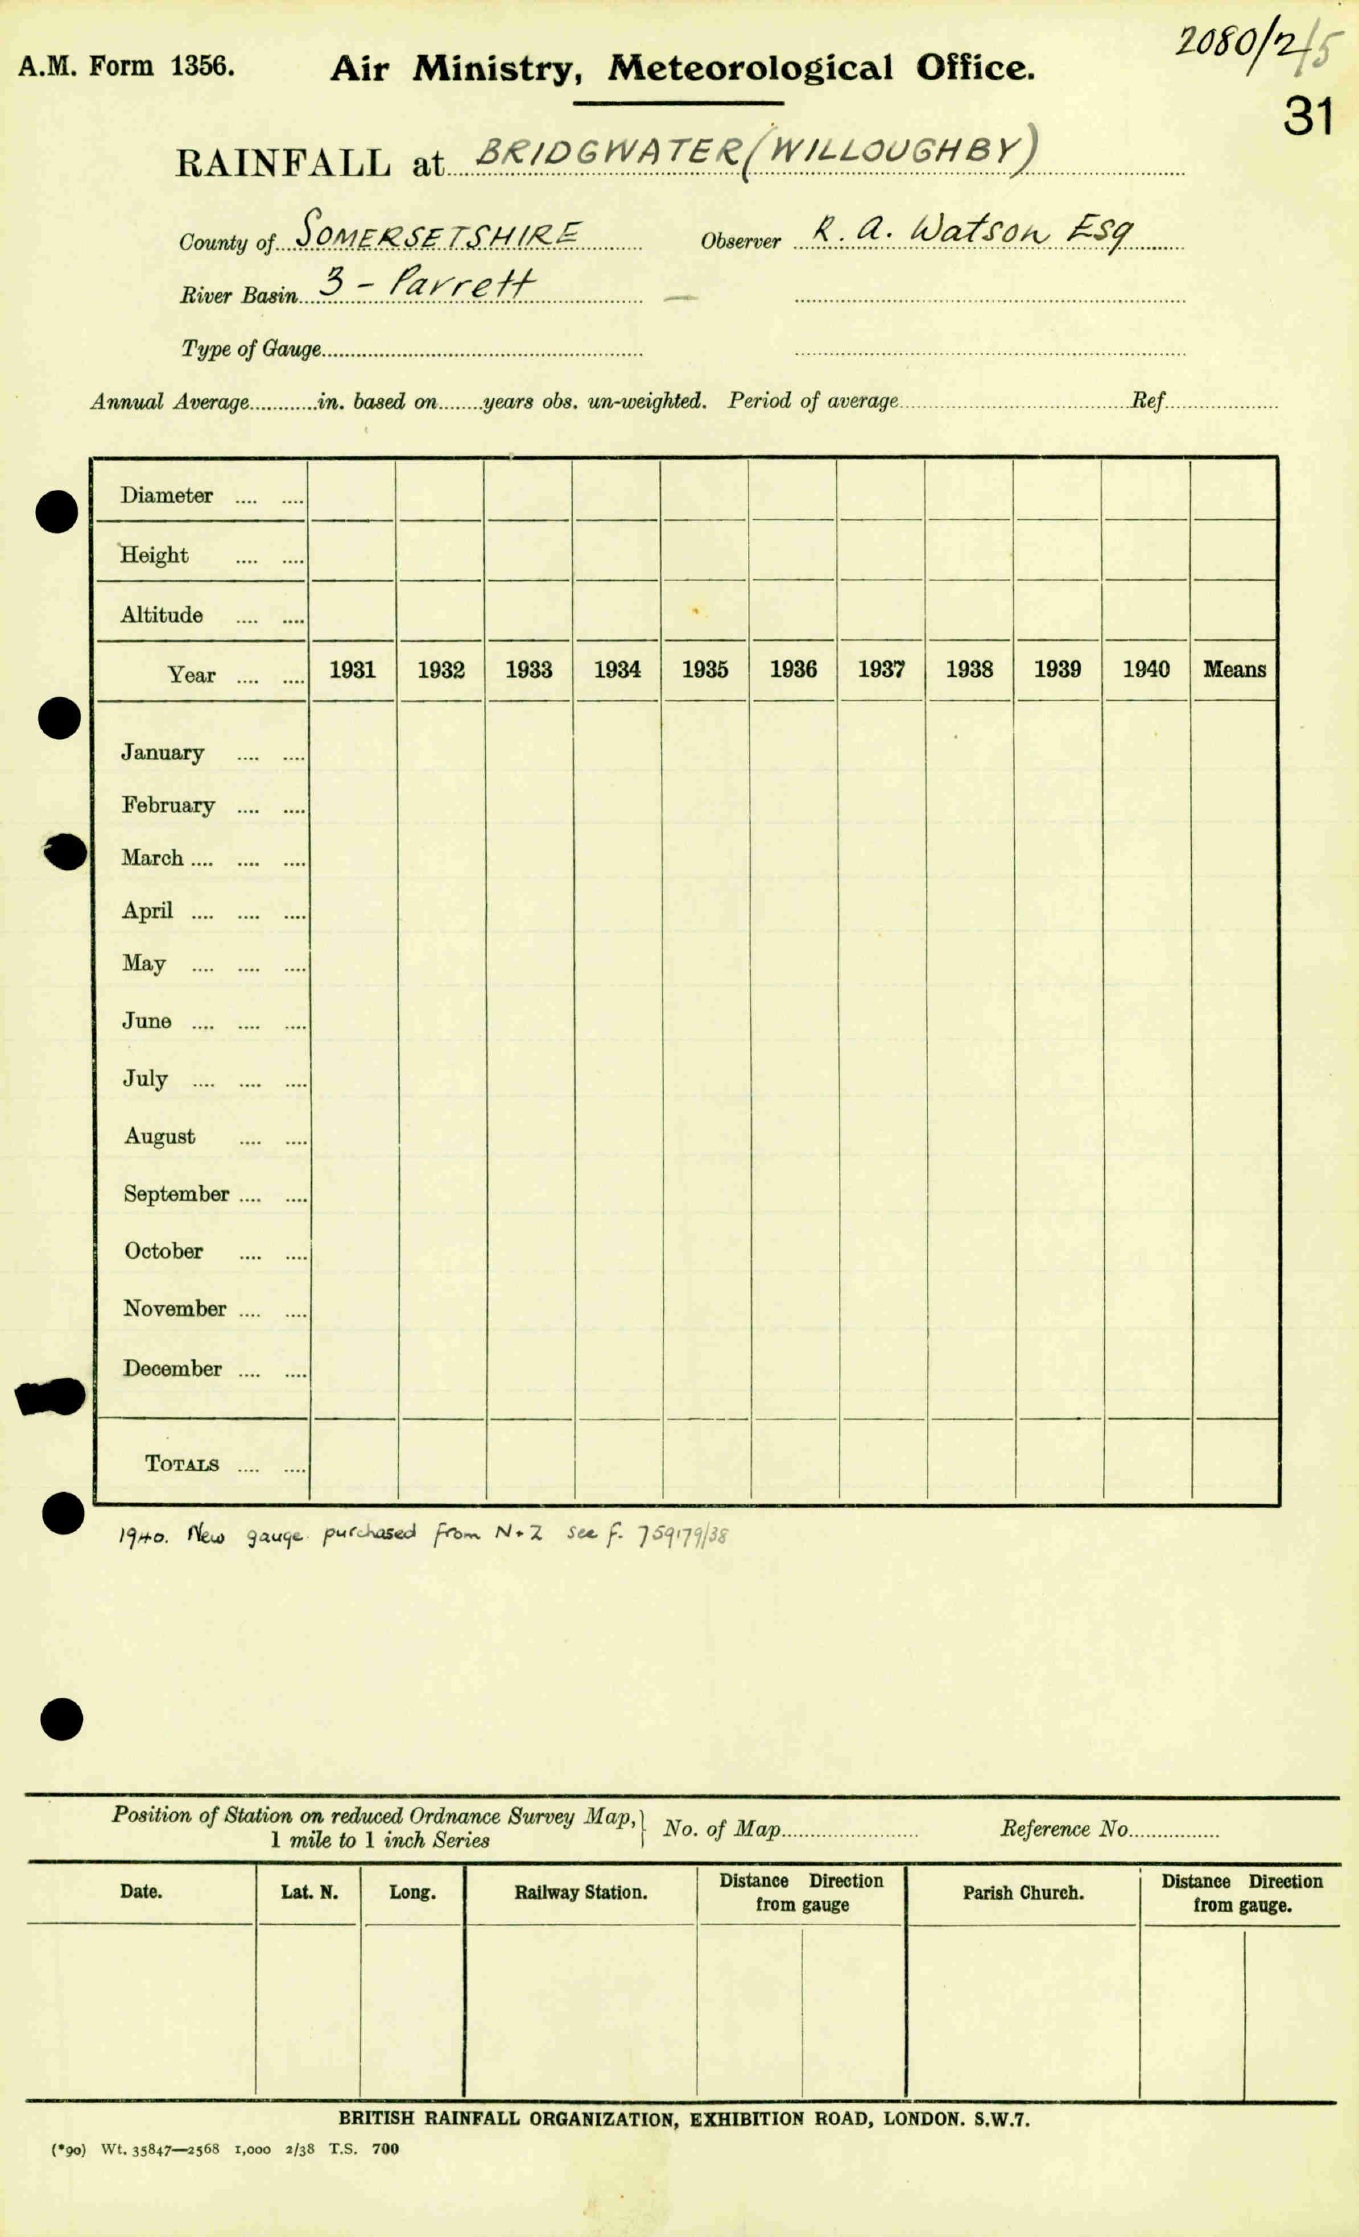 2080/2/5
A.M. Form 1356. Air Ministry, Meteorological Office.
31
RAINFALL at BRIDGWATER (WILLOUGHBY)
County of SOMERSETSHIRE Observer R. A. Watson Esq
River Basin 3 - Parrett
Type of Gauge
Annual Average in. based on years obs. un-weighted. Period of average Ref.
Diameter
Height
Altitude
Year 1931 1932 1933 1934 1935 1936 1937 1938 1939 1940 Means
January
February
March
April
May
June
July
August
September
October
November
December
TOTALS
1940. New gauge purchased from N+Z see f. 759179/38
Position of Station on reduced Ordnance Survey Map, } No. of Map Reference No.
1 mile to 1 inch Series
Date. Lat. N. Long. Railway Station. Distance Direction from gauge Parish Church. Distance Direction from gauge.
BRITISH RAINFALL ORGANIZATION, EXHIBITION ROAD, LONDON. S.W.7.
(*90) Wt. 35847—2568 1,000 2/38 T.S. 700